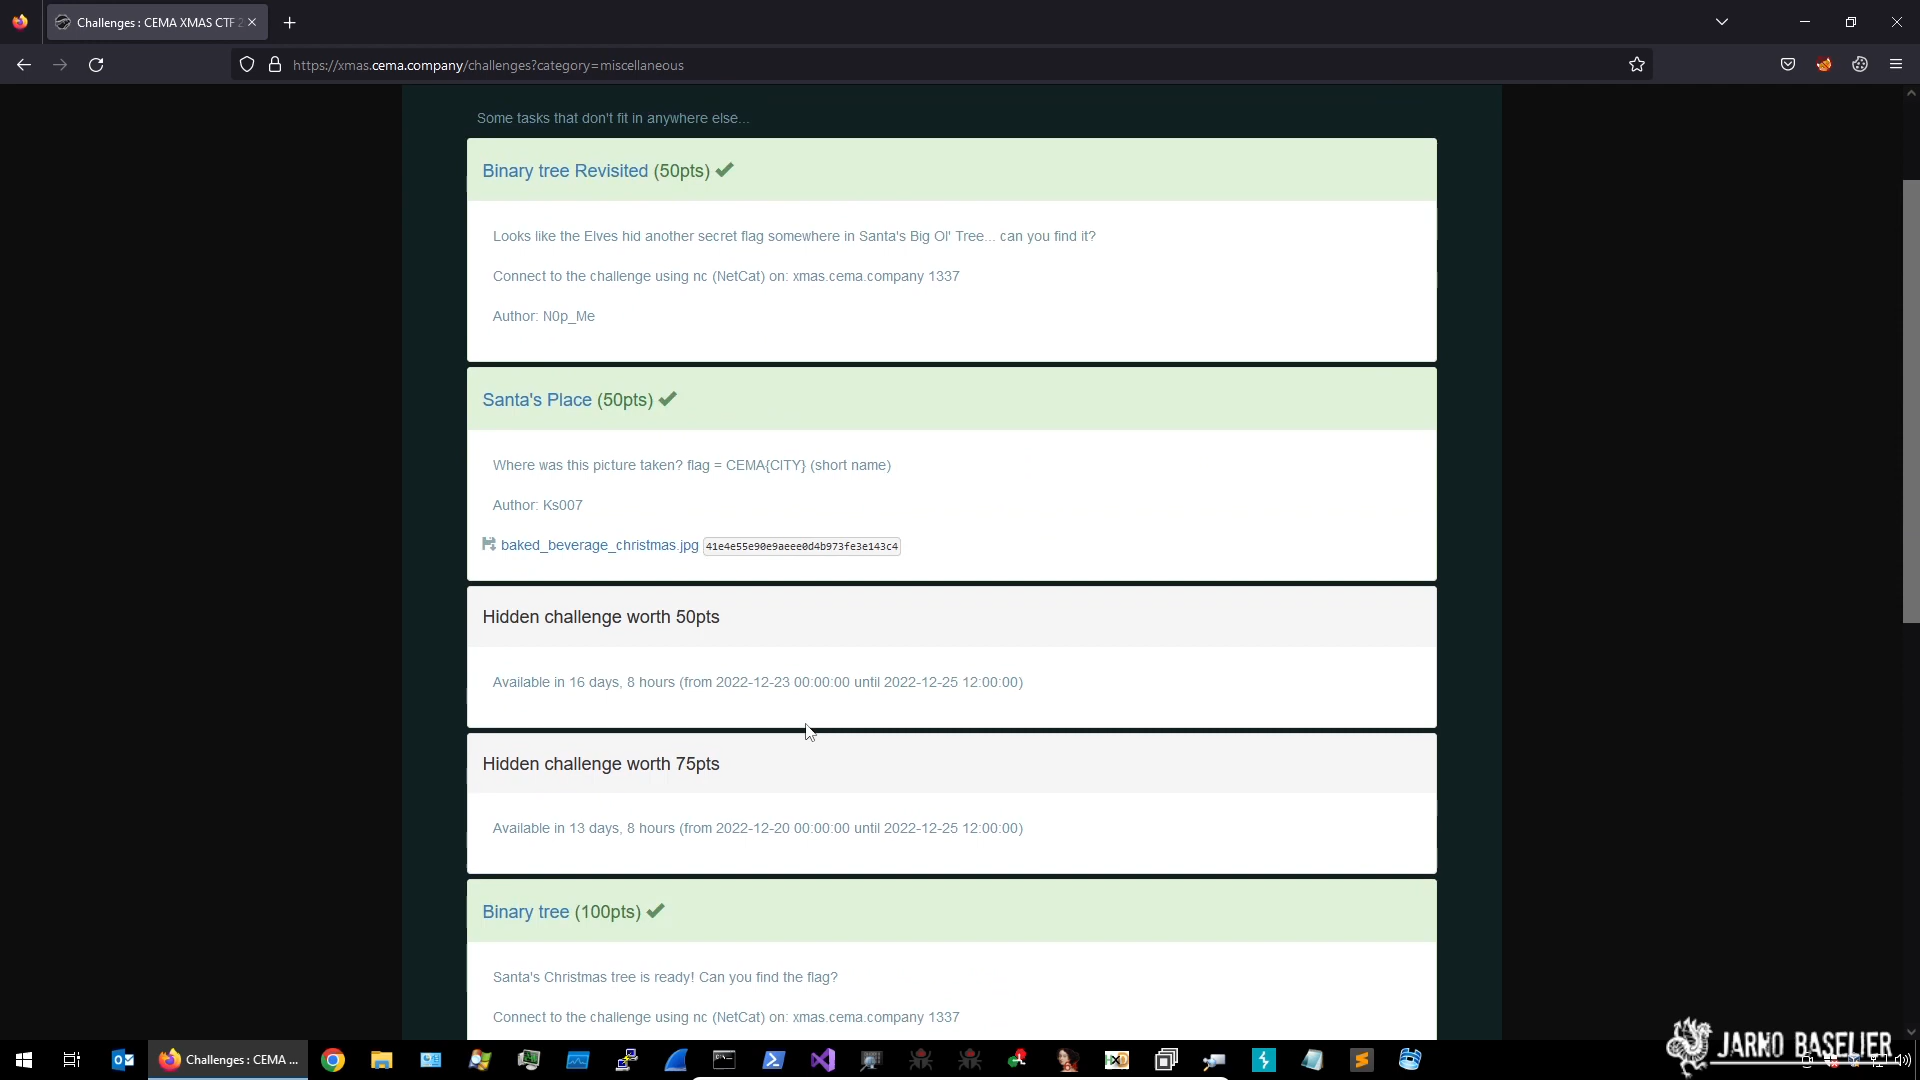 Challenges : CEMA XMAS CTF 2
https://xmas.cema.company/challenges?category=miscellaneous
Some tasks that don't fit in anywhere else...
Binary tree Revisited (50pts) ✔
Looks like the Elves hid another secret flag somewhere in Santa's Big Ol' Tree... can you find it?
Connect to the challenge using nc (NetCat) on: xmas.cema.company 1337
Author: N0p_Me
Santa's Place (50pts) ✔
Where was this picture taken? flag = CEMA{CITY} (short name)
Author: Ks007
baked_beverage_christmas.jpg 41e4e55e90e9aeee0d4b973fe3e143c4
Hidden challenge worth 50pts
Available in 16 days, 8 hours (from 2022-12-23 00:00:00 until 2022-12-25 12:00:00)
Hidden challenge worth 75pts
Available in 13 days, 8 hours (from 2022-12-20 00:00:00 until 2022-12-25 12:00:00)
Binary tree (100pts) ✔
Santa's Christmas tree is ready! Can you find the flag?
Connect to the challenge using nc (NetCat) on: xmas.cema.company 1337
Challenges : CEMA ...
JARNO BASELIER